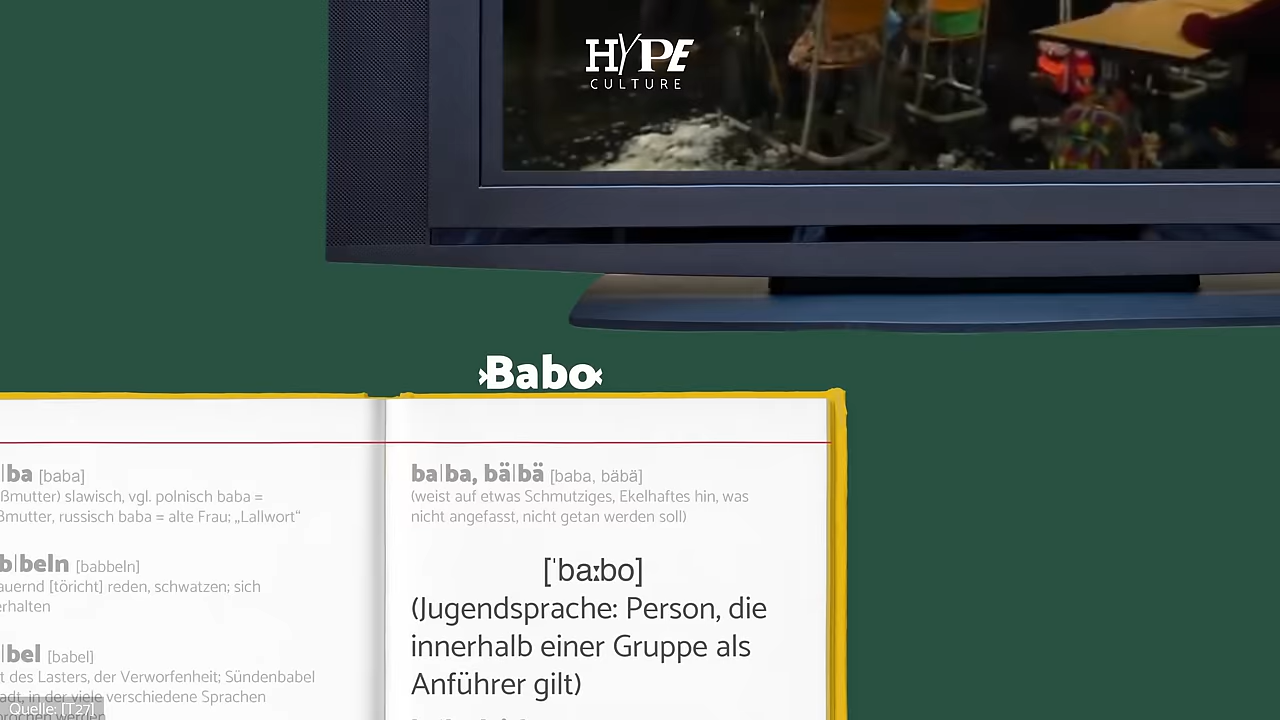 HYPE
CULTURE
›Babo‹
|ba [baba]
ßmutter) slawisch, vgl. polnisch baba =
ßmutter, russisch baba = alte Frau; „Lallwort“
b|beln [babbeln]
auernd [töricht] reden, schwatzen; sich
erhalten
|bel [babel]
t des Lasters, der Verworfenheit; Sündenbabel
adt, in der viele verschiedene Sprachen
prochen werden
ba|ba, bä|bä [baba, bäbä]
(weist auf etwas Schmutziges, Ekelhaftes hin, was
nicht angefasst, nicht getan werden soll)
[ˈbaːbo]
(Jugendsprache: Person, die
innerhalb einer Gruppe als
Anführer gilt)
Quelle: [T27]